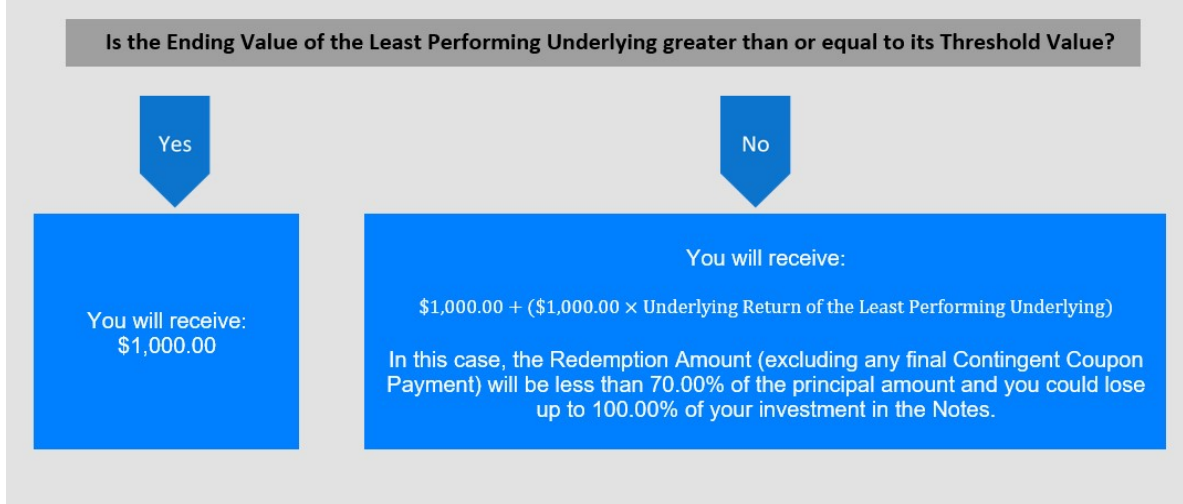 Is the Ending Value of the Least Performing Underlying greater than or equal to its Threshold Value?
Yes
No
You will receive:
$1,000.00
You will receive:
$1,000.00 + ($1,000.00 × Underlying Return of the Least Performing Underlying)
In this case, the Redemption Amount (excluding any final Contingent Coupon
Payment) will be less than 70.00% of the principal amount and you could lose
up to 100.00% of your investment in the Notes.